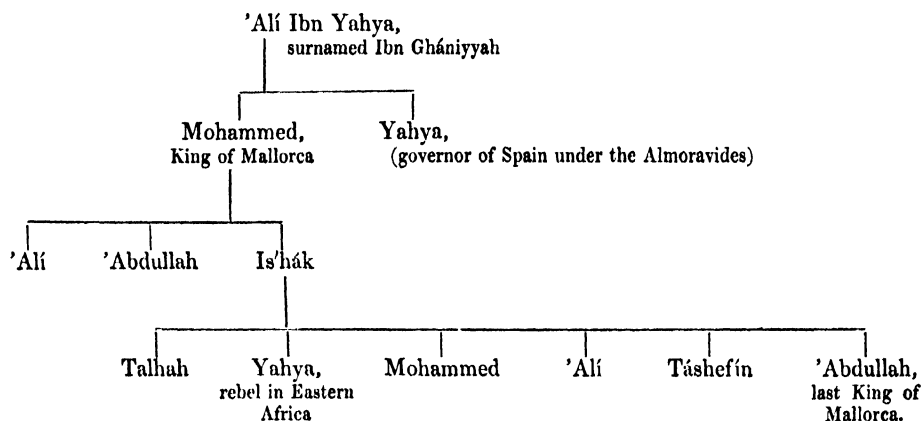 ’Alí Ibn Yahya,
surnamed Ibn Ghániyyah
Mohammed, Yahya,
King of Mallorca (governor of Spain under the Almoravides)
’Alí ’Abdullah Is’hák
Talhah Yahya, Mohammed ’Alí Táshefín ’Abdullah,
rebel in Eastern last King of
Africa Mallorca.